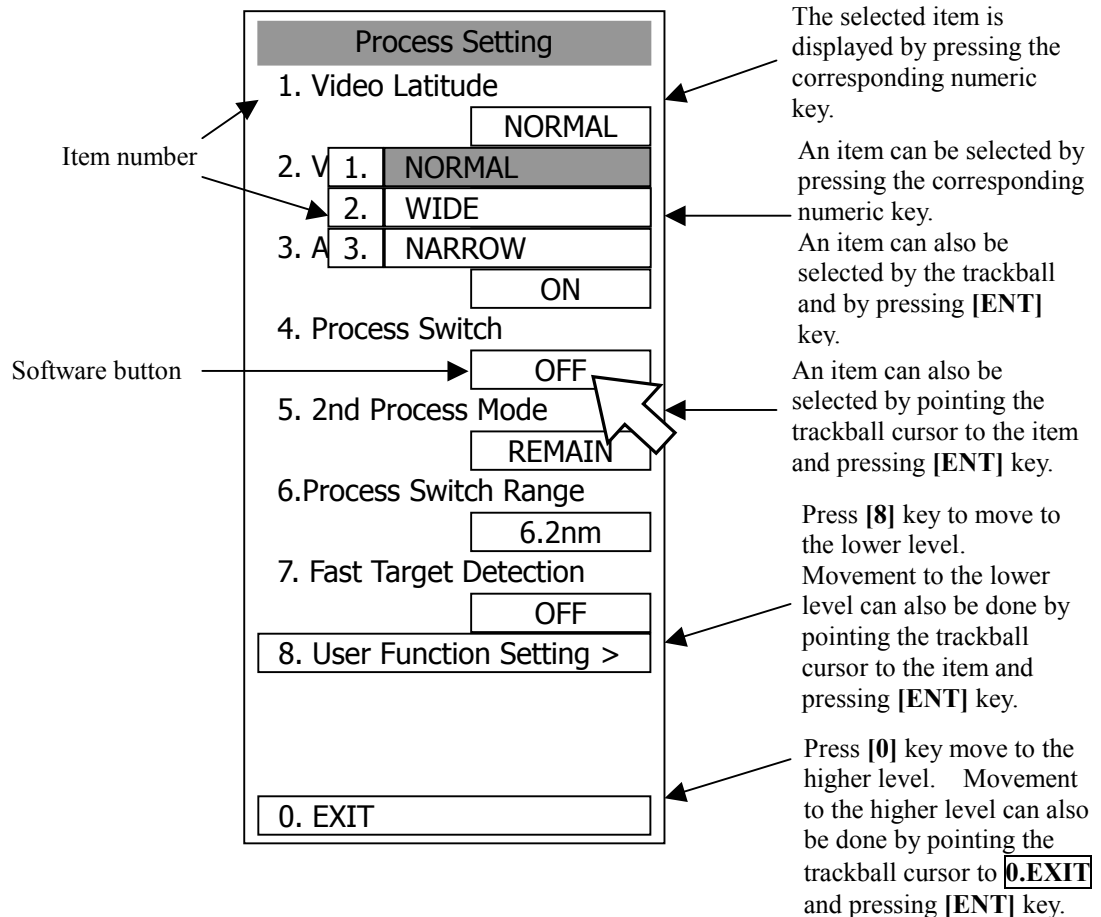 Process Setting
1. Video Latitude
NORMAL
2. V
1. NORMAL
2. WIDE
3. A
3. NARROW
ON
4. Process Switch
OFF
5. 2nd Process Mode
REMAIN
6.Process Switch Range
6.2nm
7. Fast Target Detection
OFF
8. User Function Setting >
0. EXIT
Item number
Software button
The selected item is
displayed by pressing the
corresponding numeric
key.
An item can be selected by
pressing the corresponding
numeric key.
An item can also be
selected by the trackball
and by pressing [ENT]
key.
An item can also be
selected by pointing the
trackball cursor to the item
and pressing [ENT] key.
Press [8] key to move to
the lower level.
Movement to the lower
level can also be done by
pointing the trackball
cursor to the item and
pressing [ENT] key.
Press [0] key move to the
higher level. Movement
to the higher level can also
be done by pointing the
trackball cursor to 0.EXIT
and pressing [ENT] key.